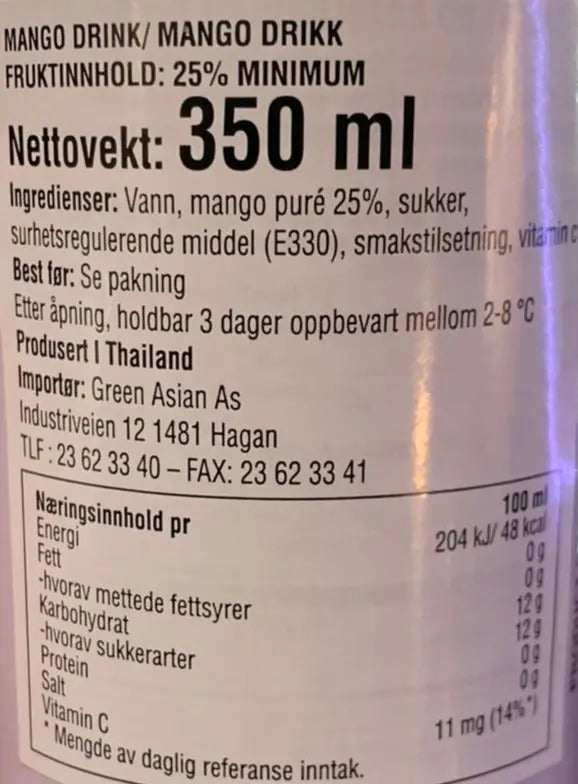 MANGO DRINK/ MANGO DRIKK
FRUKTINNHOLD: 25% MINIMUM
Nettovekt: 350 ml
Ingredienser: Vann, mango puré 25%, sukker,
surhetsregulerende middel (E330), smakstilsetning, vitamin c
Best før: Se pakning
Etter åpning, holdbar 3 dager oppbevart mellom 2-8 °C
Produsert I Thailand
Importør: Green Asian As
Industriveien 12 1481 Hagan
TLF : 23 62 33 40 – FAX: 23 62 33 41
Næringsinnhold pr 100 ml
Energi 204 kJ/ 48 kcal
Fett 0 g
-hvorav mettede fettsyrer 0 g
Karbohydrat 12 g
-hvorav sukkerarter 12 g
Protein 0 g
Salt 0 g
Vitamin C 11 mg (14%*)
* Mengde av daglig referanse inntak.